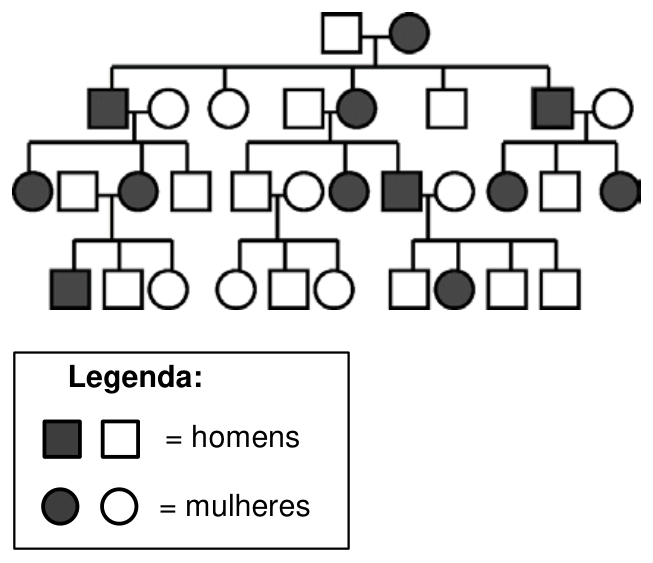 Legenda:
= homens
= mulheres